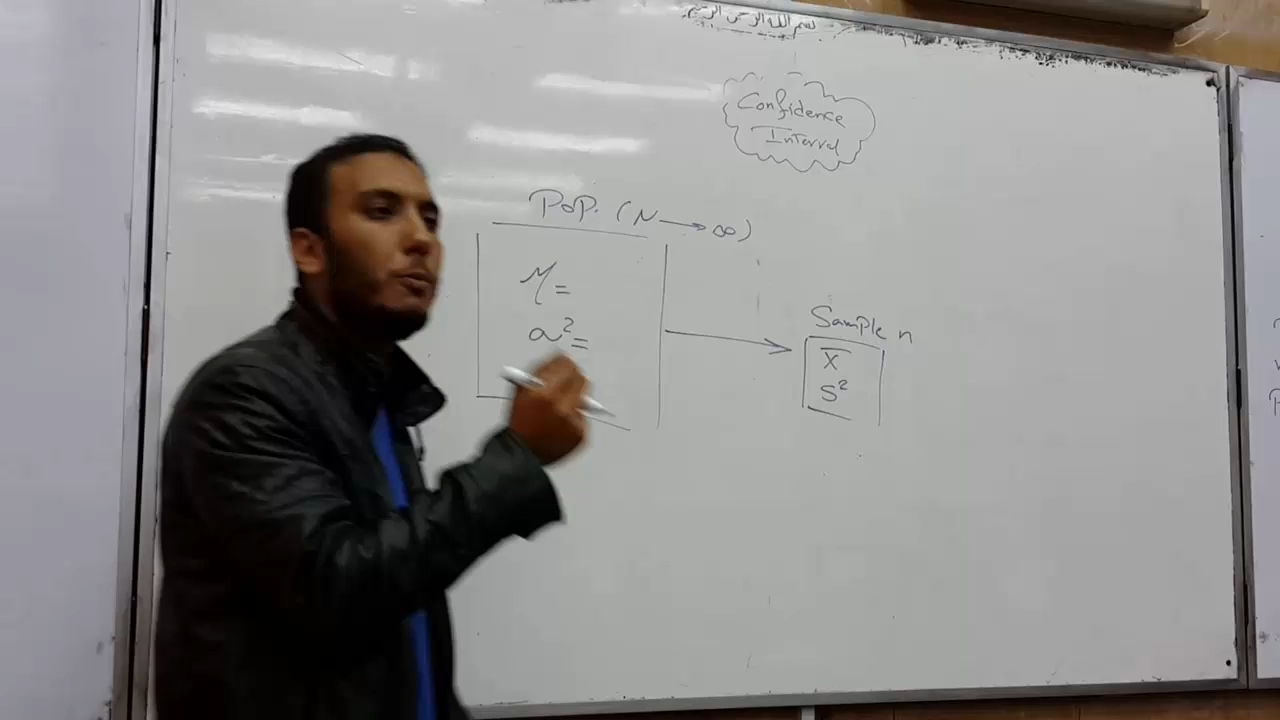 بسم الله الرحمن الرحيم
Confidence
Interval
Pop. (N → ∞)
μ =
σ² =
Sample n
x̄
S²